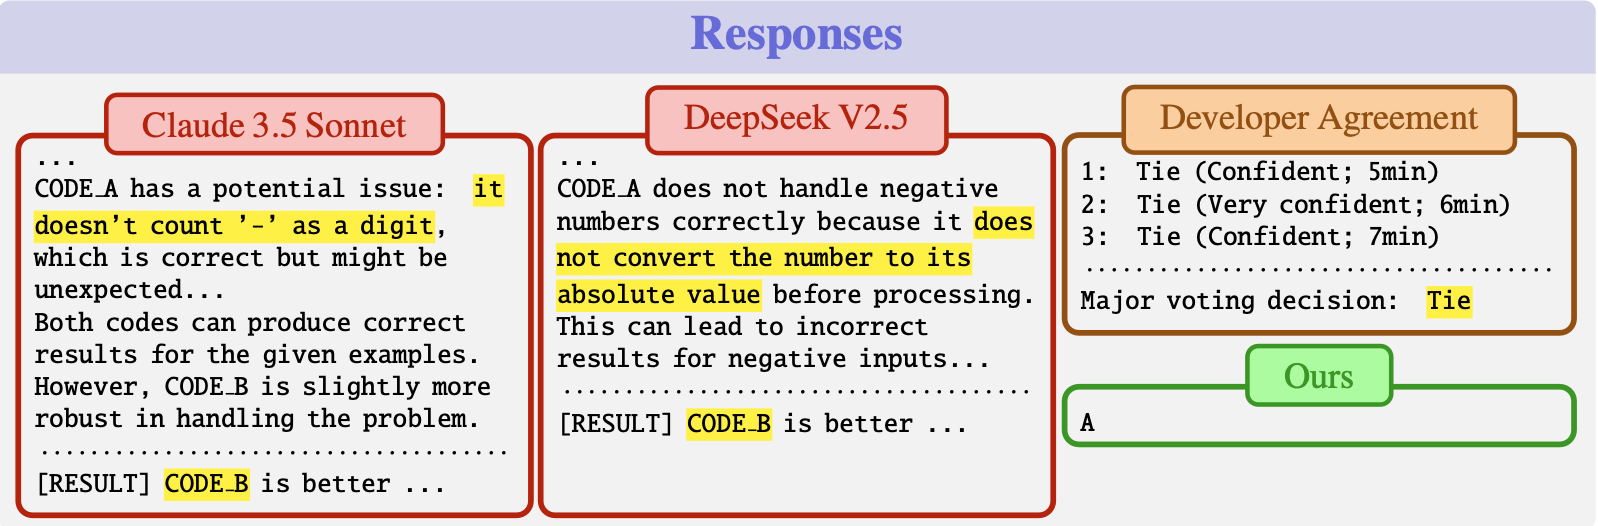 Responses
Claude 3.5 Sonnet
...
CODE_A has a potential issue: it
doesn't count '-' as a digit,
which is correct but might be
unexpected...
Both codes can produce correct
results for the given examples.
However, CODE_B is slightly more
robust in handling the problem.
[RESULT] CODE_B is better ...
DeepSeek V2.5
...
CODE_A does not handle negative
numbers correctly because it does
not convert the number to its
absolute value before processing.
This can lead to incorrect
results for negative inputs...
[RESULT] CODE_B is better ...
Developer Agreement
1: Tie (Confident; 5min)
2: Tie (Very confident; 6min)
3: Tie (Confident; 7min)
Major voting decision: Tie
Ours
A